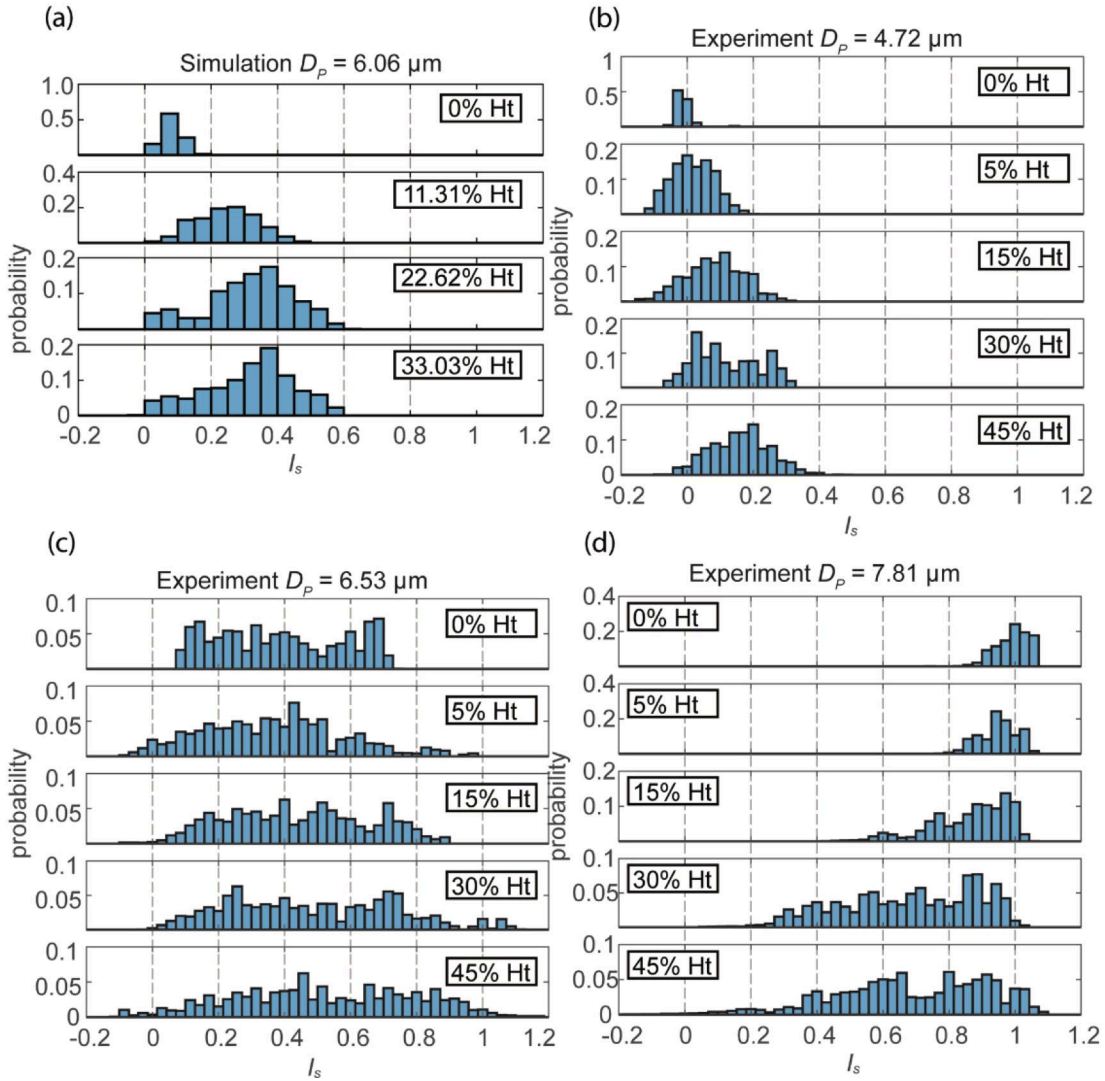 (a)
Simulation D_P = 6.06 μm
1.0
0.5
0% Ht
0.4
0.2
11.31% Ht
0.2
0.1
22.62% Ht
0.2
0.1
0
33.03% Ht
probability
-0.2 0 0.2 0.4 0.6 0.8 1 1.2
I_s
(b)
Experiment D_P = 4.72 μm
1
0.5
0% Ht
0.2
0.1
5% Ht
0.2
0.1
15% Ht
0.2
0.1
30% Ht
0.2
0.1
0
45% Ht
probability
-0.2 0 0.2 0.4 0.6 0.8 1 1.2
I_s
(c)
Experiment D_P = 6.53 μm
0.1
0.05
0% Ht
0.1
0.05
5% Ht
0.1
0.05
15% Ht
0.1
0.05
30% Ht
0.1
0.05
0
45% Ht
probability
-0.2 0 0.2 0.4 0.6 0.8 1 1.2
I_s
(d)
Experiment D_P = 7.81 μm
0.4
0.2
0% Ht
0.4
0.2
5% Ht
0.2
0.1
15% Ht
0.1
0.05
30% Ht
0.1
0.05
0
45% Ht
probability
-0.2 0 0.2 0.4 0.6 0.8 1 1.2
I_s